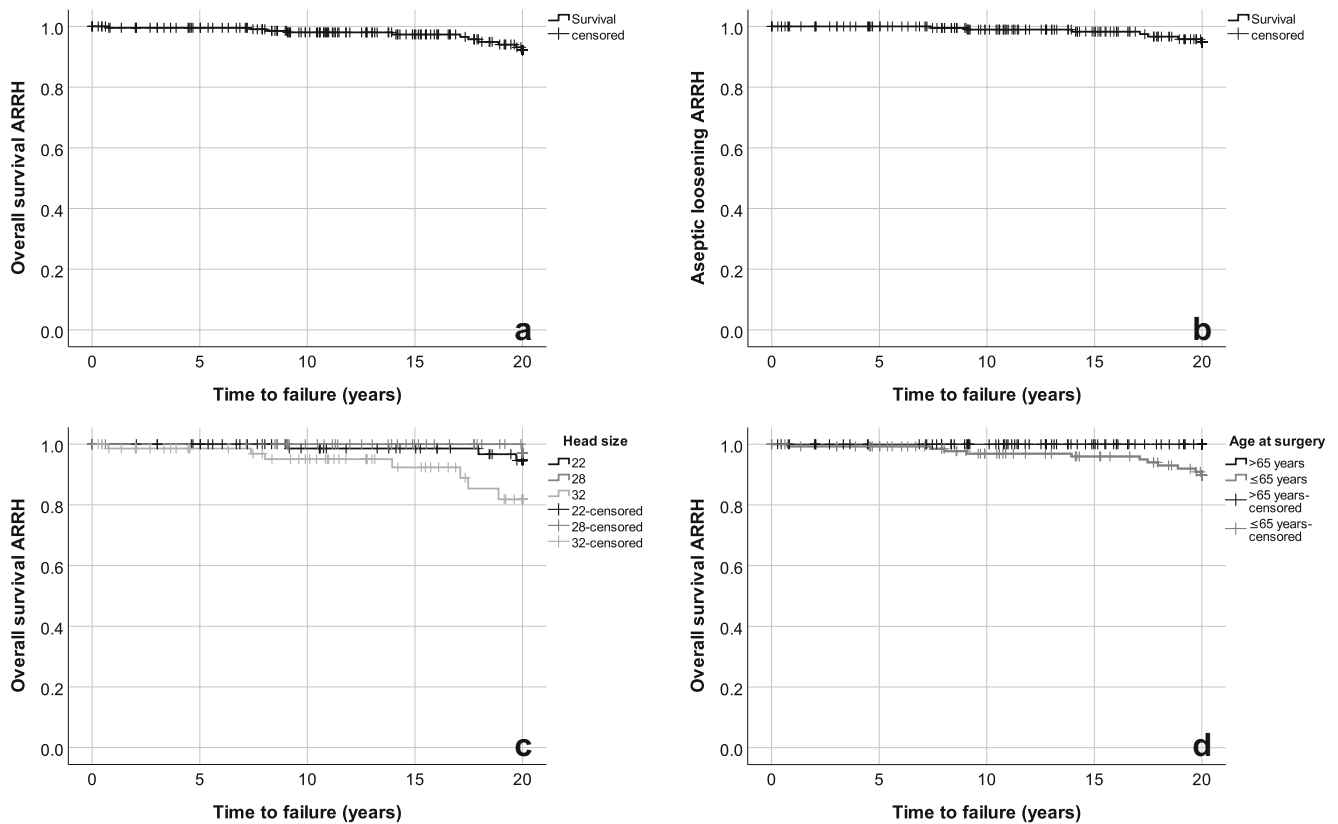 Overall survival ARRH
1.0
0.8
0.6
0.4
0.2
0.0
0
5
10
15
20
Time to failure (years)
Survival
censored
a
Aseptic loosening ARRH
1.0
0.8
0.6
0.4
0.2
0.0
0
5
10
15
20
Time to failure (years)
Survival
censored
b
Overall survival ARRH
1.0
0.8
0.6
0.4
0.2
0.0
0
5
10
15
20
Time to failure (years)
Head size
22
28
32
22-censored
28-censored
32-censored
c
Overall survival ARRH
1.0
0.8
0.6
0.4
0.2
0.0
0
5
10
15
20
Time to failure (years)
Age at surgery
>65 years
≤65 years
>65 years-
censored
≤65 years-
censored
d